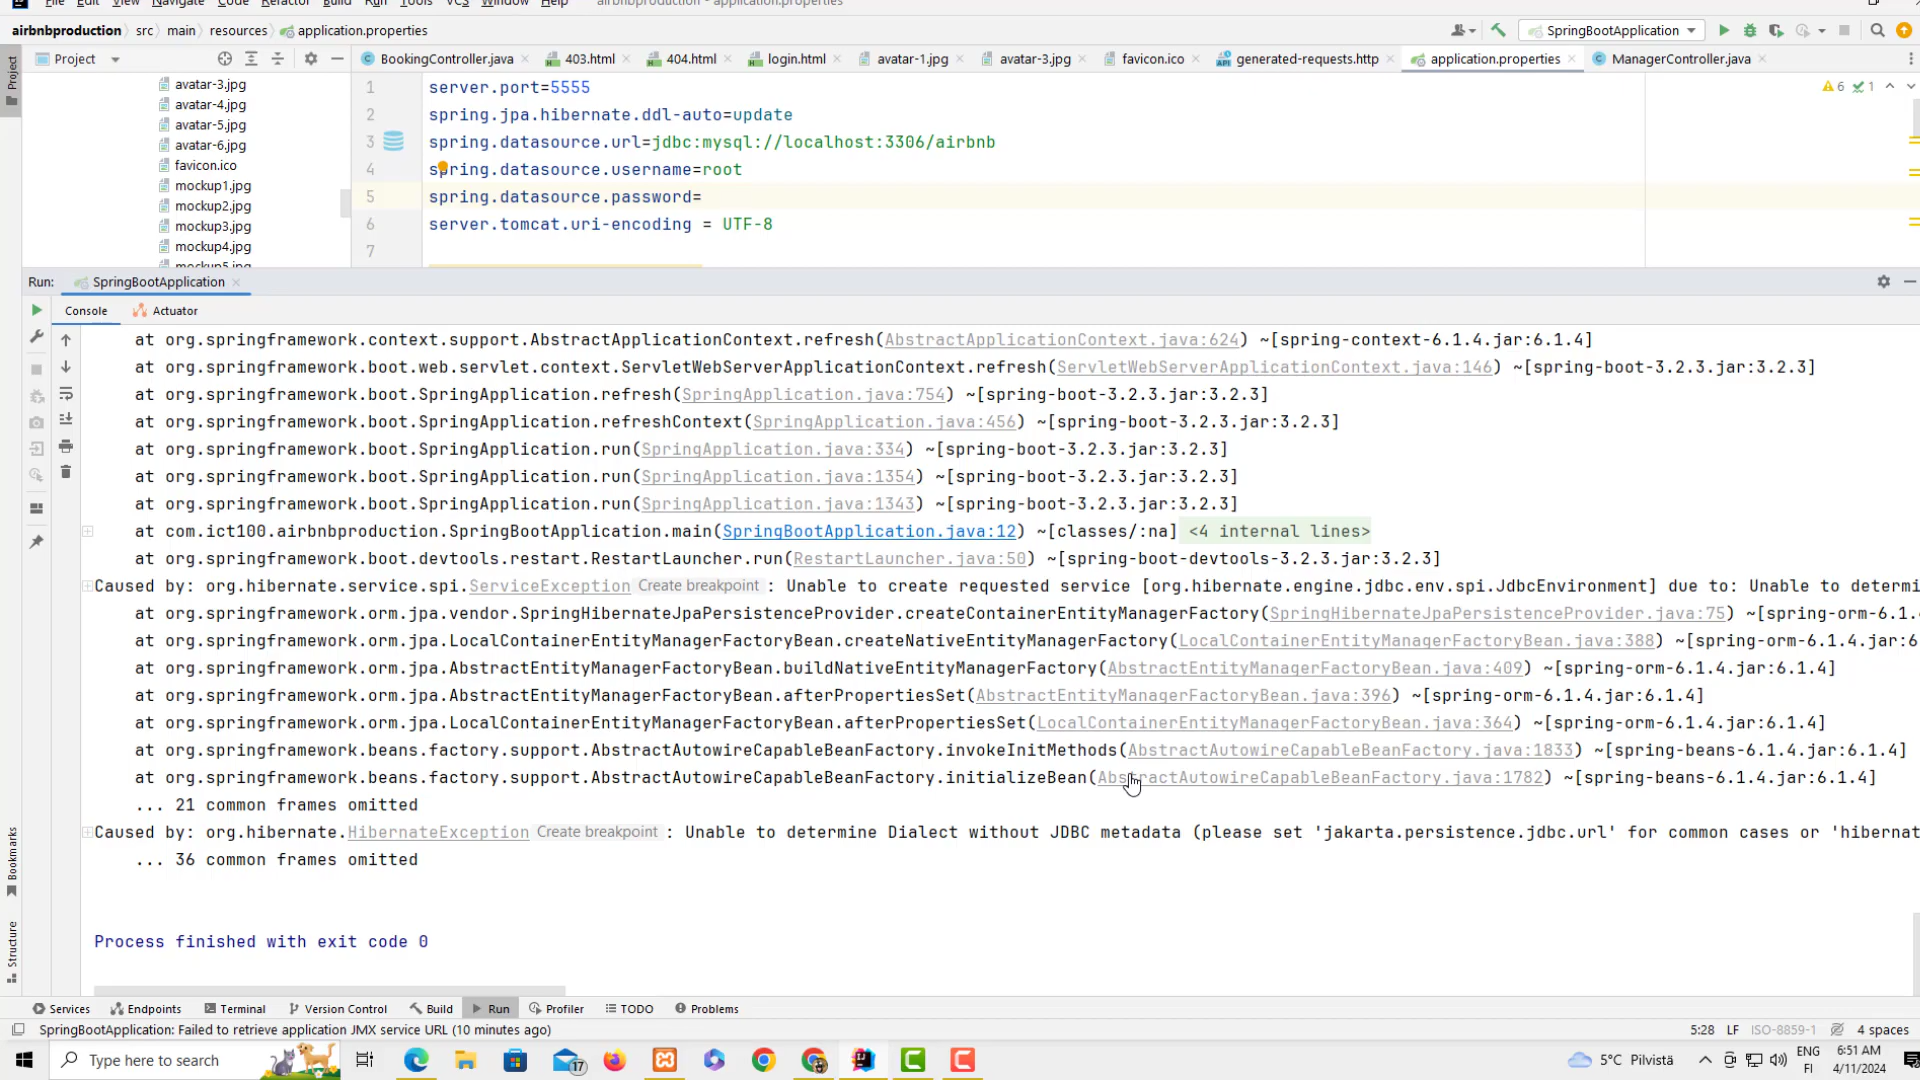 File Edit View Navigate Code Refactor Build Run Tools VCS Window Help airbnbproduction - application.properties
airbnbproduction src main resources application.properties SpringBootApplication
Project BookingController.java 403.html 404.html login.html avatar-1.jpg avatar-3.jpg favicon.ico generated-requests.http application.properties ManagerController.java
Project
avatar-3.jpg
avatar-4.jpg
avatar-5.jpg
avatar-6.jpg
favicon.ico
mockup1.jpg
mockup2.jpg
mockup3.jpg
mockup4.jpg
mockup5.jpg
1 server.port=5555
2 spring.jpa.hibernate.ddl-auto=update
3 spring.datasource.url=jdbc:mysql://localhost:3306/airbnb
4 spring.datasource.username=root
5 spring.datasource.password=
6 server.tomcat.uri-encoding = UTF-8
7
6 1
Run: SpringBootApplication
Console Actuator
at org.springframework.context.support.AbstractApplicationContext.refresh(AbstractApplicationContext.java:624) ~[spring-context-6.1.4.jar:6.1.4]
at org.springframework.boot.web.servlet.context.ServletWebServerApplicationContext.refresh(ServletWebServerApplicationContext.java:146) ~[spring-boot-3.2.3.jar:3.2.3]
at org.springframework.boot.SpringApplication.refresh(SpringApplication.java:754) ~[spring-boot-3.2.3.jar:3.2.3]
at org.springframework.boot.SpringApplication.refreshContext(SpringApplication.java:456) ~[spring-boot-3.2.3.jar:3.2.3]
at org.springframework.boot.SpringApplication.run(SpringApplication.java:334) ~[spring-boot-3.2.3.jar:3.2.3]
at org.springframework.boot.SpringApplication.run(SpringApplication.java:1354) ~[spring-boot-3.2.3.jar:3.2.3]
at org.springframework.boot.SpringApplication.run(SpringApplication.java:1343) ~[spring-boot-3.2.3.jar:3.2.3]
at com.ict100.airbnbproduction.SpringBootApplication.main(SpringBootApplication.java:12) ~[classes/:na] <4 internal lines>
at org.springframework.boot.devtools.restart.RestartLauncher.run(RestartLauncher.java:50) ~[spring-boot-devtools-3.2.3.jar:3.2.3]
Caused by: org.hibernate.service.spi.ServiceException Create breakpoint : Unable to create requested service [org.hibernate.engine.jdbc.env.spi.JdbcEnvironment] due to: Unable to determi
at org.springframework.orm.jpa.vendor.SpringHibernateJpaPersistenceProvider.createContainerEntityManagerFactory(SpringHibernateJpaPersistenceProvider.java:75) ~[spring-orm-6.1.4
at org.springframework.orm.jpa.LocalContainerEntityManagerFactoryBean.createNativeEntityManagerFactory(LocalContainerEntityManagerFactoryBean.java:388) ~[spring-orm-6.1.4.jar:6
at org.springframework.orm.jpa.AbstractEntityManagerFactoryBean.buildNativeEntityManagerFactory(AbstractEntityManagerFactoryBean.java:409) ~[spring-orm-6.1.4.jar:6.1.4]
at org.springframework.orm.jpa.AbstractEntityManagerFactoryBean.afterPropertiesSet(AbstractEntityManagerFactoryBean.java:396) ~[spring-orm-6.1.4.jar:6.1.4]
at org.springframework.orm.jpa.LocalContainerEntityManagerFactoryBean.afterPropertiesSet(LocalContainerEntityManagerFactoryBean.java:364) ~[spring-orm-6.1.4.jar:6.1.4]
at org.springframework.beans.factory.support.AbstractAutowireCapableBeanFactory.invokeInitMethods(AbstractAutowireCapableBeanFactory.java:1833) ~[spring-beans-6.1.4.jar:6.1.4]
at org.springframework.beans.factory.support.AbstractAutowireCapableBeanFactory.initializeBean(AbstractAutowireCapableBeanFactory.java:1782) ~[spring-beans-6.1.4.jar:6.1.4]
... 21 common frames omitted
Caused by: org.hibernate.HibernateException Create breakpoint : Unable to determine Dialect without JDBC metadata (please set 'jakarta.persistence.jdbc.url' for common cases or 'hibernat
... 36 common frames omitted
Process finished with exit code 0
Bookmarks
Structure
Services Endpoints Terminal Version Control Build Run Profiler TODO Problems
SpringBootApplication: Failed to retrieve application JMX service URL (10 minutes ago) 5:28 LF ISO-8859-1 4 spaces
Type here to search 17 5°C Pilvistä ENG 6:51 AM
FI 4/11/2024